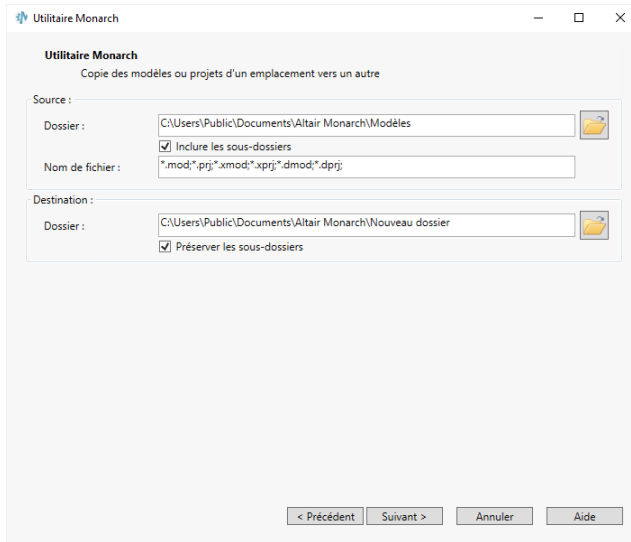 Utilitaire Monarch
Utilitaire Monarch
Copie des modèles ou projets d'un emplacement vers un autre
Source :
Dossier : C:\Users\Public\Documents\Altair Monarch\Modèles
Inclure les sous-dossiers
Nom de fichier : *.mod;*.prj;*.xmod;*.xprj;*.dmod;*.dprj;
Destination :
Dossier : C:\Users\Public\Documents\Altair Monarch\Nouveau dossier
Préserver les sous-dossiers
< Précédent Suivant > Annuler Aide